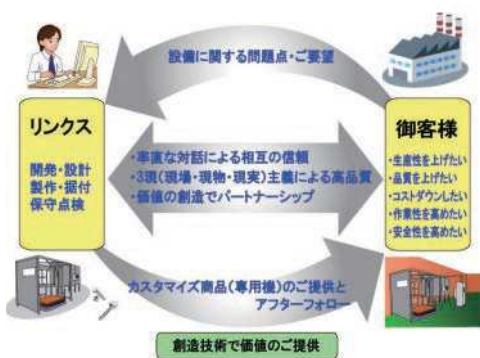 設備に関する問題点・ご要望
リンクス
開発・設計
製作・据付
保守点検
・率直な対話による相互の信頼
・3現(現場・現物・現実)主義による高品質
・価値の創造でパートナーシップ
御客様
・生産性を上げたい
・品質を上げたい
・コストダウンしたい
・作業性を高めたい
・安全性を高めたい
カスタマイズ商品(専用機)のご提供と
アフターフォロー
創造技術で価値のご提供